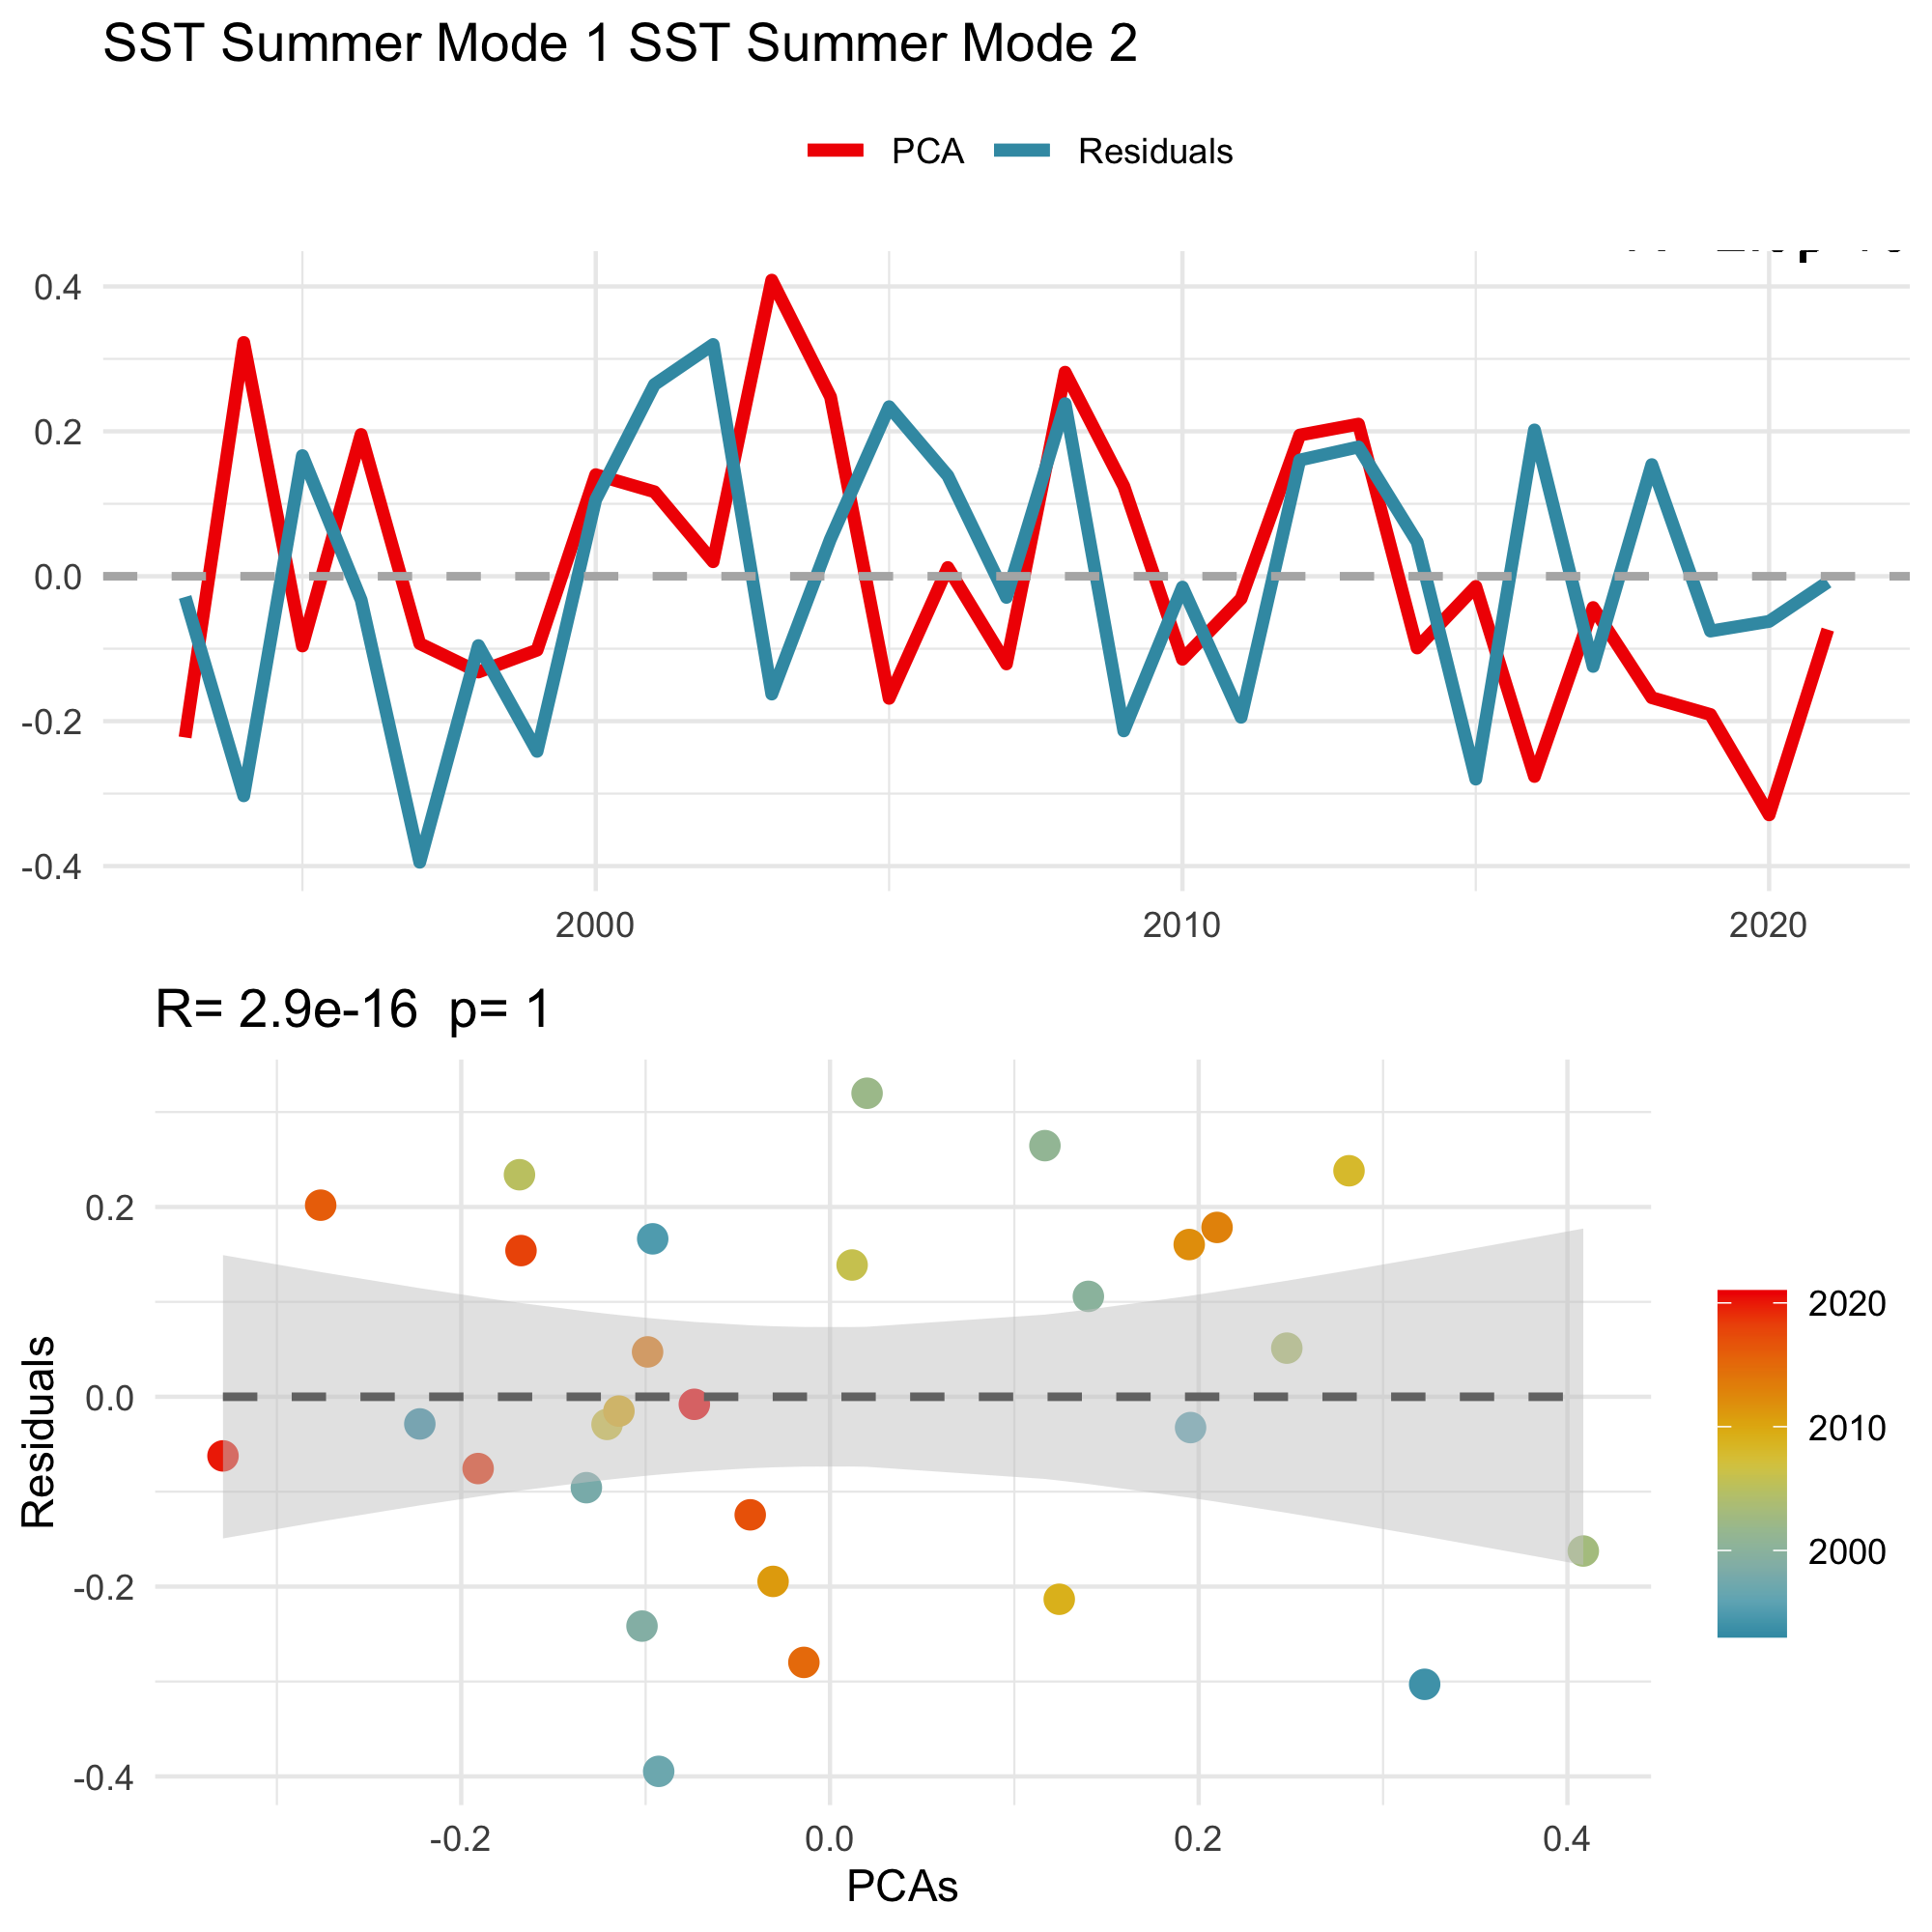 SST Summer Mode 1 SST Summer Mode 2
PCA Residuals
0.4
0.2
0.0
-0.2
-0.4
2000 2010 2020
R= 2.9e-16 p= 1
Residuals
0.2
0.0
-0.2
-0.4
-0.2 0.0 0.2 0.4
PCAs
2020
2010
2000